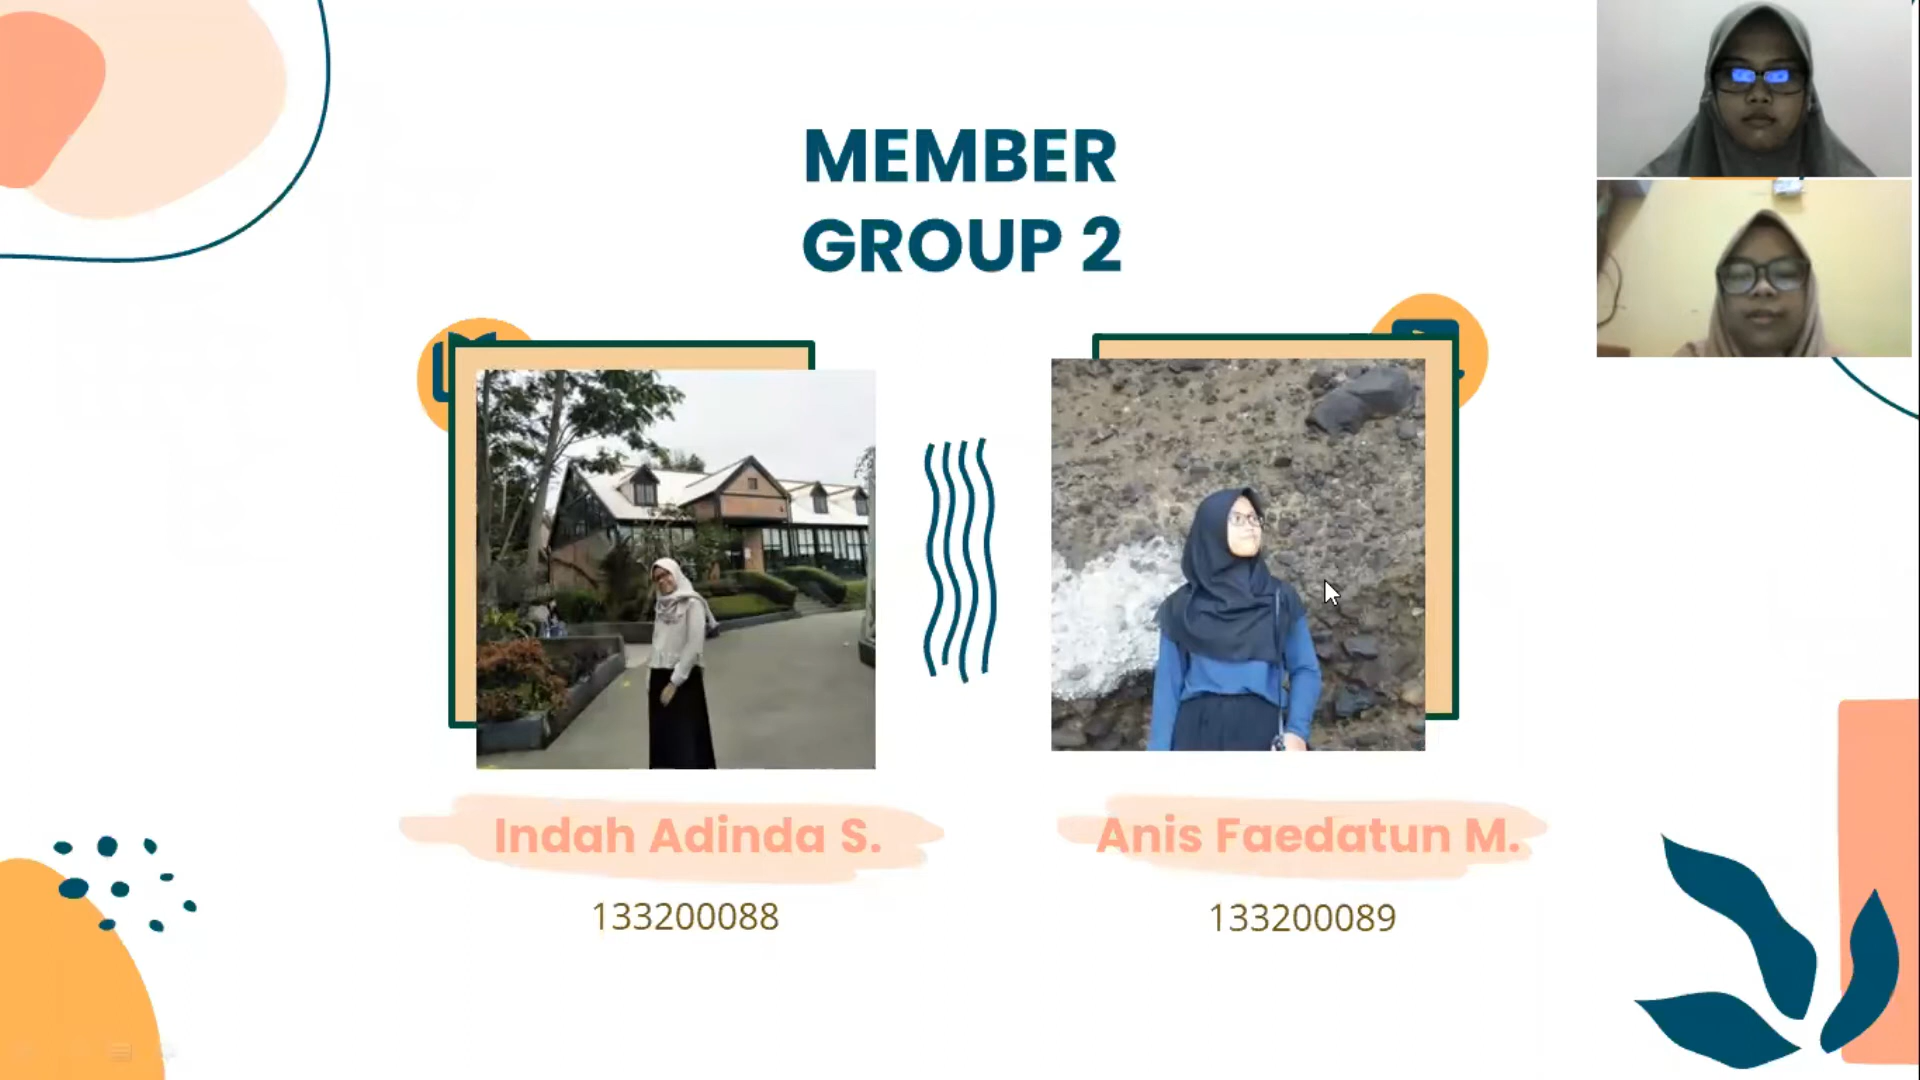 MEMBER
GROUP 2
Indah Adinda S.
Anis Faedatun M.
133200088
133200089